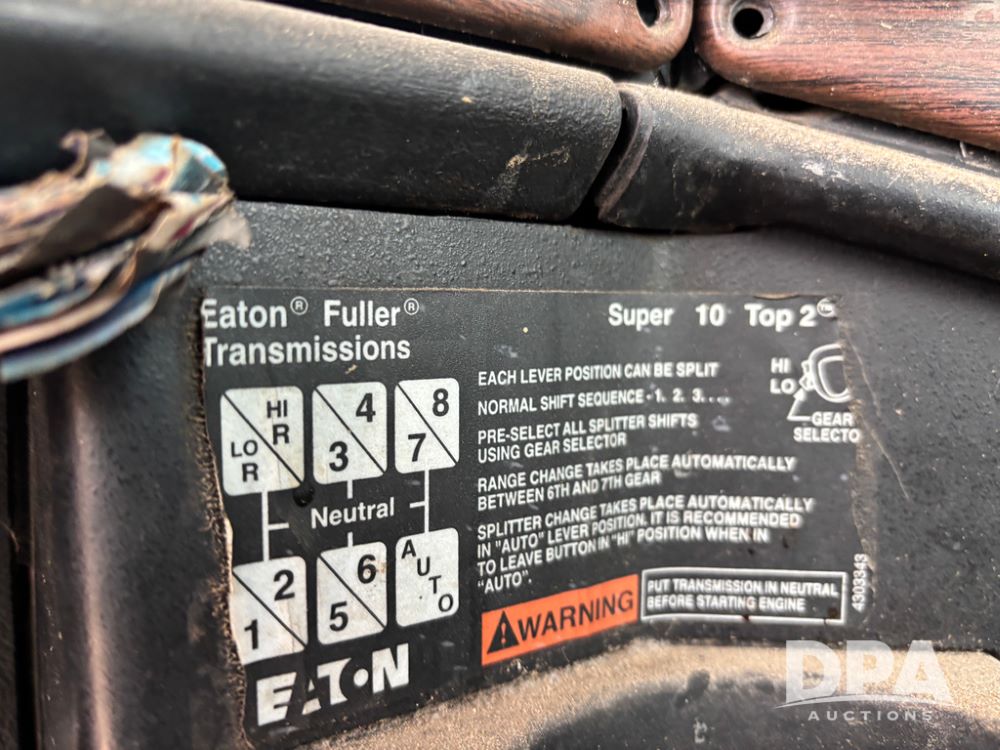 Eaton® Fuller®
Transmissions
Super 10 Top 2™
HI
LO
GEAR
SELECTO
EACH LEVER POSITION CAN BE SPLIT
NORMAL SHIFT SEQUENCE - 1. 2. 3. . . .
PRE-SELECT ALL SPLITTER SHIFTS
USING GEAR SELECTOR
RANGE CHANGE TAKES PLACE AUTOMATICALLY
BETWEEN 6TH AND 7TH GEAR
SPLITTER CHANGE TAKES PLACE AUTOMATICALLY
IN "AUTO" LEVER POSITION. IT IS RECOMMENDED
TO LEAVE BUTTON IN "HI" POSITION WHEN IN
"AUTO".
HI R
LO R
4
3
8
7
Neutral
2
1
6
5
AUTO
WARNING
PUT TRANSMISSION IN NEUTRAL
BEFORE STARTING ENGINE
4303343
EATON
DPA
AUCTIONS